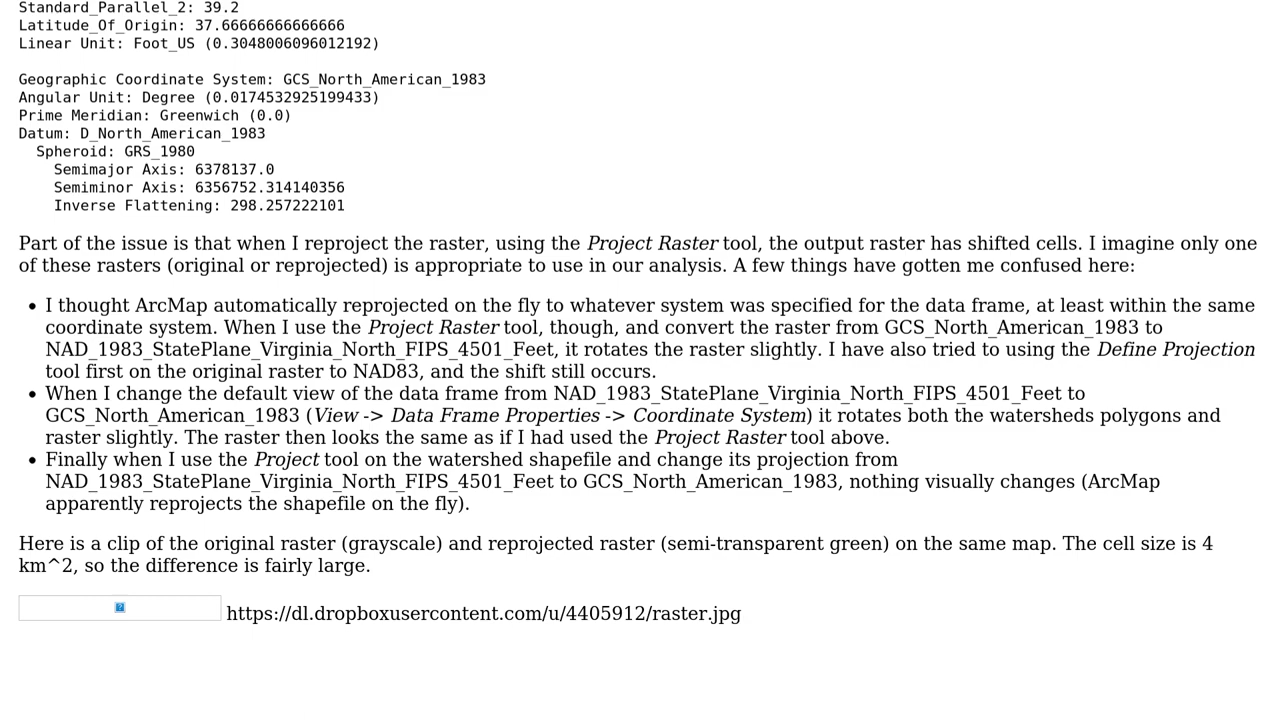 Standard_Parallel_2: 39.2
Latitude_Of_Origin: 37.66666666666666
Linear Unit: Foot_US (0.3048006096012192)
Geographic Coordinate System: GCS_North_American_1983
Angular Unit: Degree (0.0174532925199433)
Prime Meridian: Greenwich (0.0)
Datum: D_North_American_1983
Spheroid: GRS_1980
Semimajor Axis: 6378137.0
Semiminor Axis: 6356752.314140356
Inverse Flattening: 298.257222101
Part of the issue is that when I reproject the raster, using the Project Raster tool, the output raster has shifted cells. I imagine only one
of these rasters (original or reprojected) is appropriate to use in our analysis. A few things have gotten me confused here:
• I thought ArcMap automatically reprojected on the fly to whatever system was specified for the data frame, at least within the same
coordinate system. When I use the Project Raster tool, though, and convert the raster from GCS_North_American_1983 to
NAD_1983_StatePlane_Virginia_North_FIPS_4501_Feet, it rotates the raster slightly. I have also tried to using the Define Projection
tool first on the original raster to NAD83, and the shift still occurs.
• When I change the default view of the data frame from NAD_1983_StatePlane_Virginia_North_FIPS_4501_Feet to
GCS_North_American_1983 (View -> Data Frame Properties -> Coordinate System) it rotates both the watersheds polygons and
raster slightly. The raster then looks the same as if I had used the Project Raster tool above.
• Finally when I use the Project tool on the watershed shapefile and change its projection from
NAD_1983_StatePlane_Virginia_North_FIPS_4501_Feet to GCS_North_American_1983, nothing visually changes (ArcMap
apparently reprojects the shapefile on the fly).
Here is a clip of the original raster (grayscale) and reprojected raster (semi-transparent green) on the same map. The cell size is 4
km^2, so the difference is fairly large.
https://dl.dropboxusercontent.com/u/4405912/raster.jpg